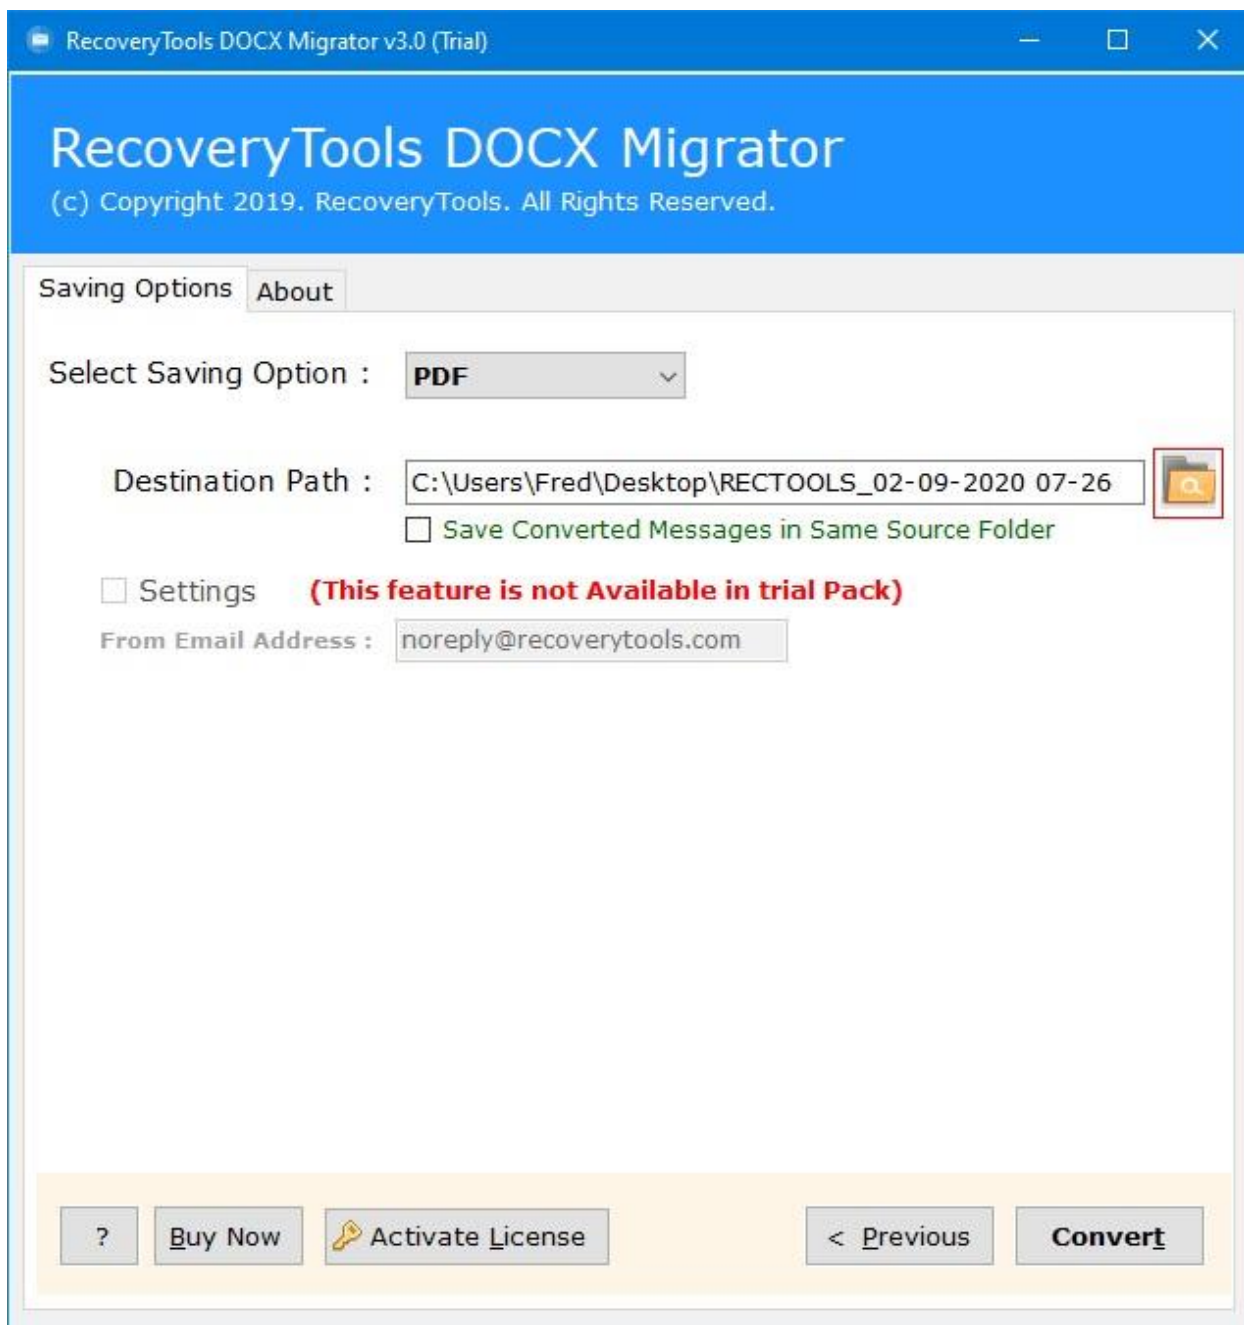 RecoveryTools DOCX Migrator v3.0 (Trial)
RecoveryTools DOCX Migrator
(c) Copyright 2019. RecoveryTools. All Rights Reserved.
Saving Options About
Select Saving Option : PDF
Destination Path : C:\Users\Fred\Desktop\RECTOOLS_02-09-2020 07-26
Save Converted Messages in Same Source Folder
Settings (This feature is not Available in trial Pack)
From Email Address : noreply@recoverytools.com
? Buy Now Activate License < Previous Convert